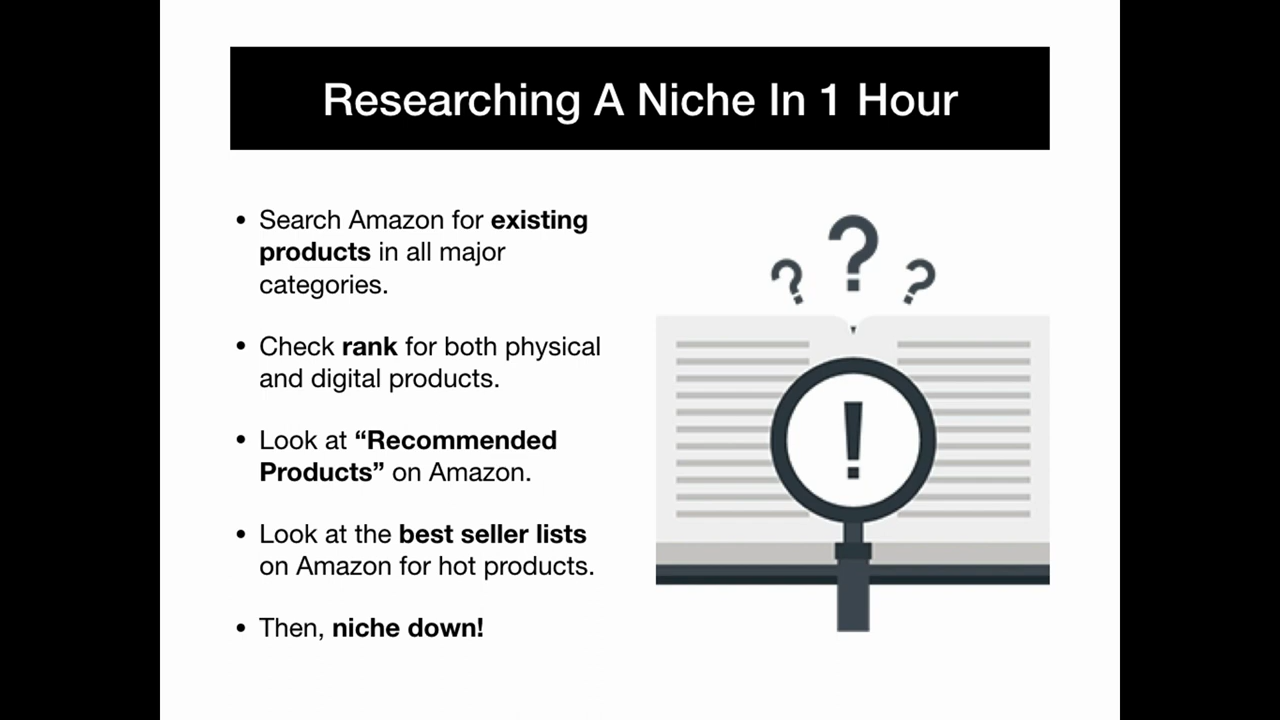 Researching A Niche In 1 Hour
• Search Amazon for existing
products in all major
categories.
• Check rank for both physical
and digital products.
• Look at “Recommended
Products” on Amazon.
• Look at the best seller lists
on Amazon for hot products.
• Then, niche down!
? ? ?
!